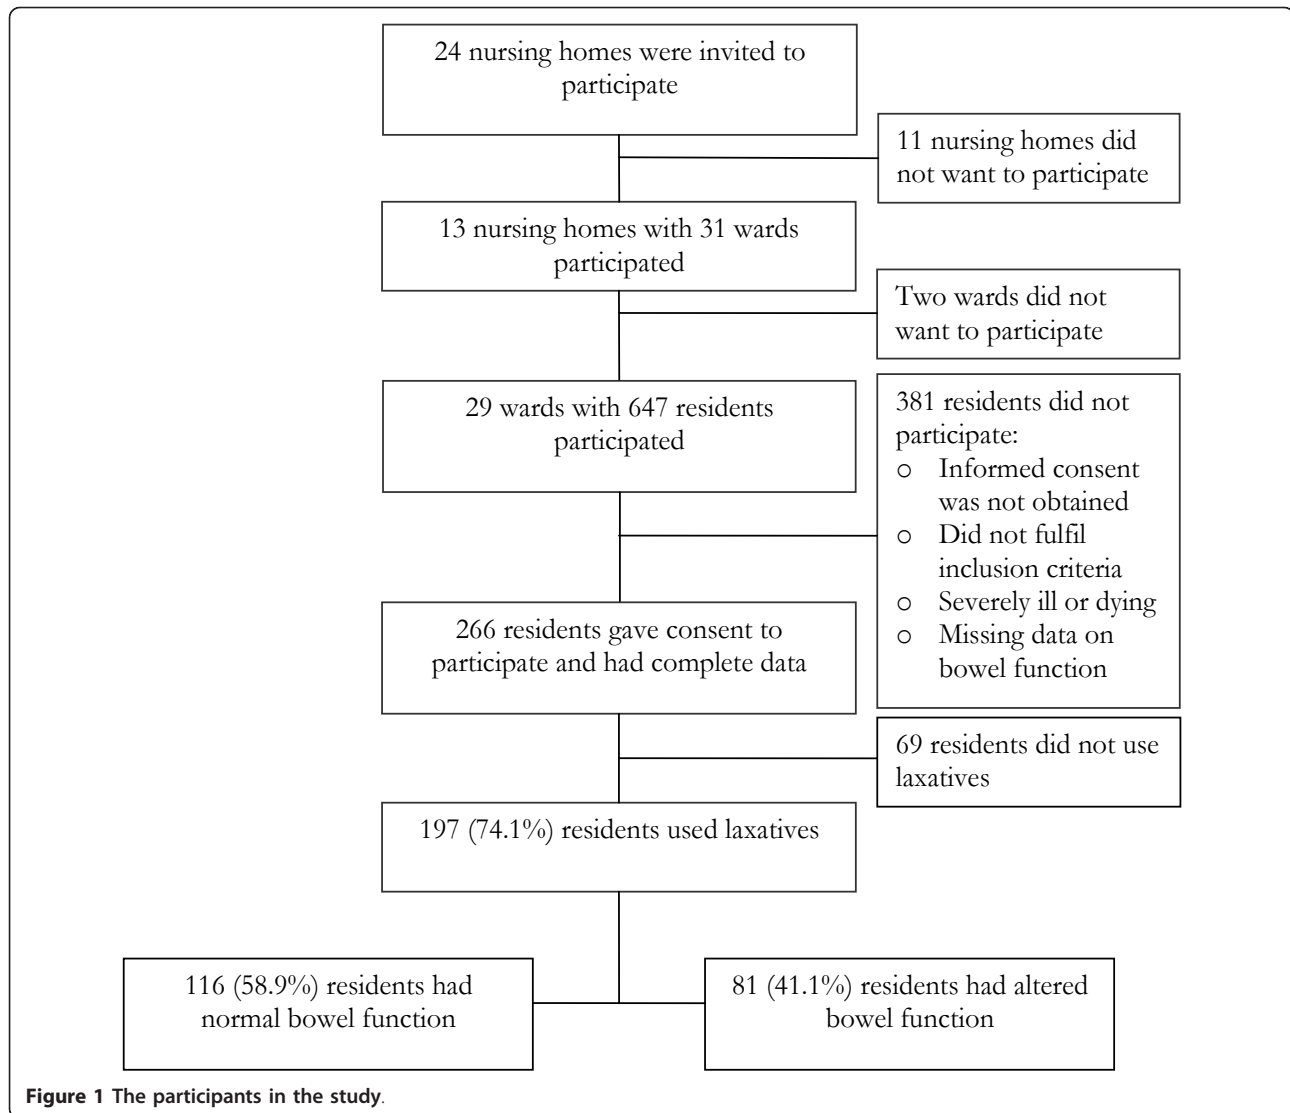 24 nursing homes were invited to
participate
11 nursing homes did
not want to participate
13 nursing homes with 31 wards
participated
Two wards did not
want to participate
29 wards with 647 residents
participated
381 residents did not
participate:
o Informed consent
was not obtained
o Did not fulfil
inclusion criteria
o Severely ill or dying
o Missing data on
bowel function
266 residents gave consent to
participate and had complete data
69 residents did not use
laxatives
197 (74.1%) residents used laxatives
116 (58.9%) residents had
normal bowel function
81 (41.1%) residents had altered
bowel function
Figure 1 The participants in the study.